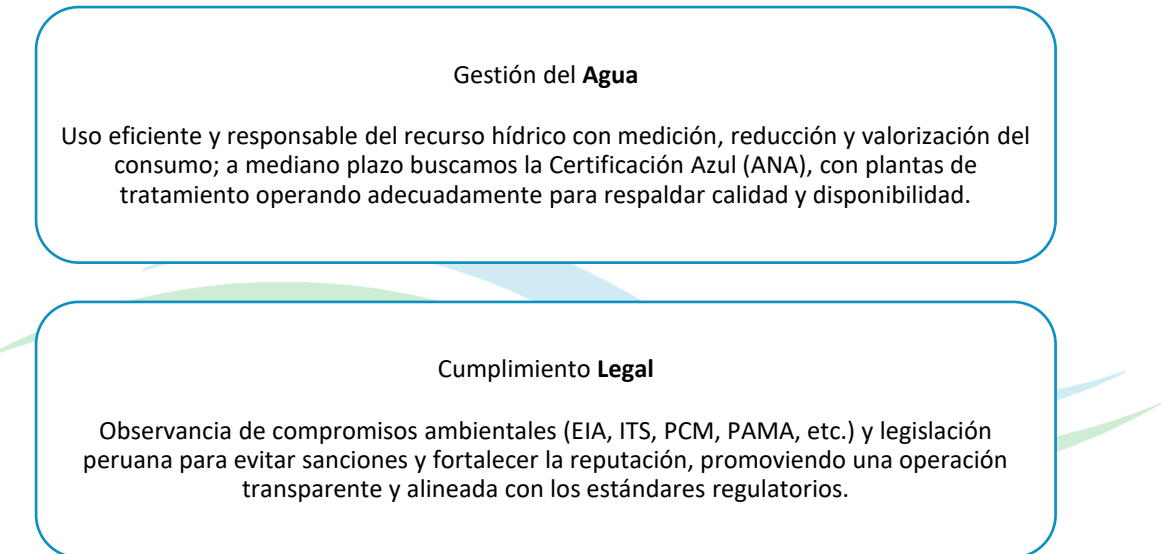 Gestión del Agua
Uso eficiente y responsable del recurso hídrico con medición, reducción y valorización del
consumo; a mediano plazo buscamos la Certificación Azul (ANA), con plantas de
tratamiento operando adecuadamente para respaldar calidad y disponibilidad.
Cumplimiento Legal
Observancia de compromisos ambientales (EIA, ITS, PCM, PAMA, etc.) y legislación
peruana para evitar sanciones y fortalecer la reputación, promoviendo una operación
transparente y alineada con los estándares regulatorios.